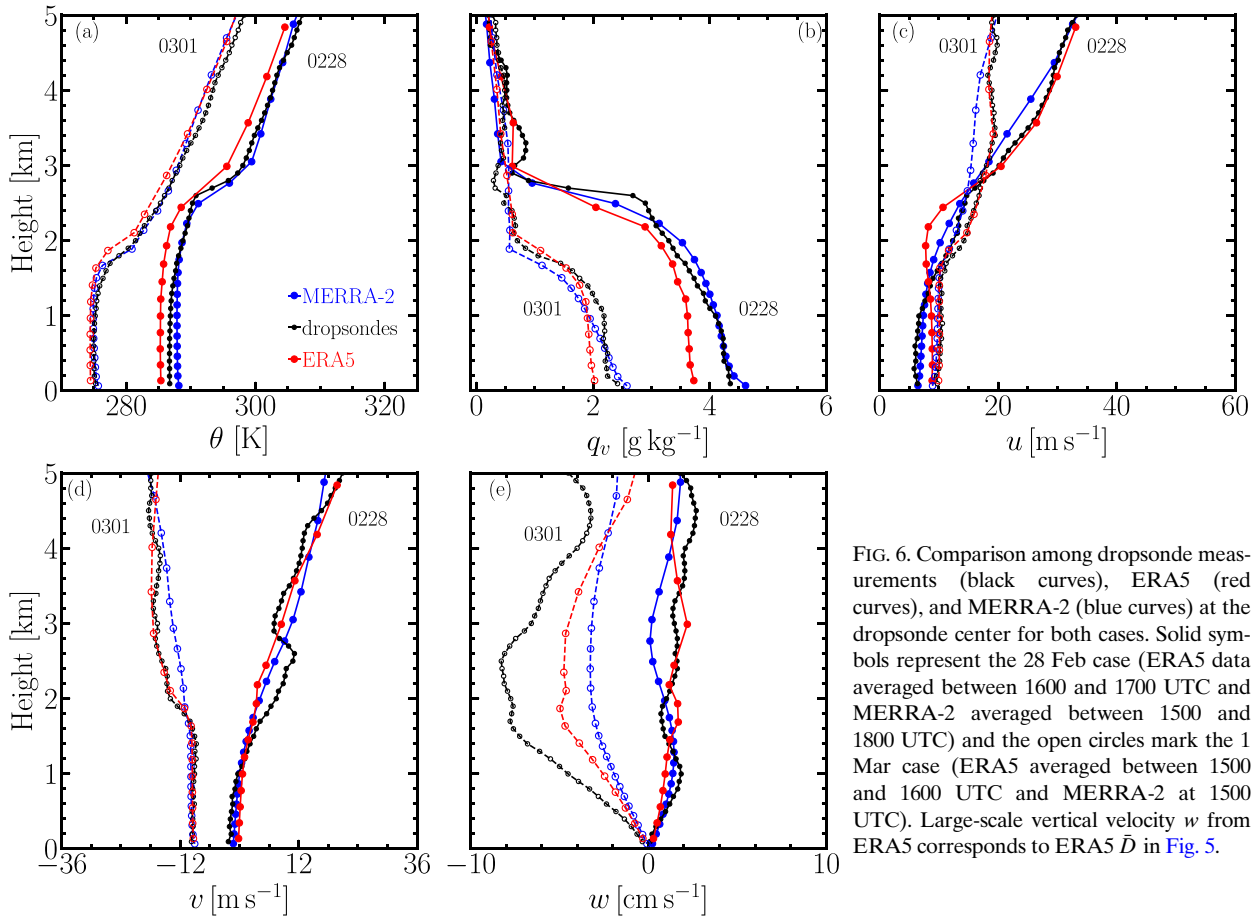 (a)
0301
0228
MERRA-2
dropsondes
ERA5
Height [km]
5
4
3
2
1
0
280
300
320
θ [K]
(b)
0301
0228
0
2
4
6
q_v [g kg⁻¹]
(c)
0301
0228
0
20
40
60
u [m s⁻¹]
(d)
0301
0228
Height [km]
5
4
3
2
1
0
−36
−12
12
36
v [m s⁻¹]
(e)
0301
0228
−10
0
10
w [cm s⁻¹]
FIG. 6. Comparison among dropsonde meas-
urements (black curves), ERA5 (red
curves), and MERRA-2 (blue curves) at the
dropsonde center for both cases. Solid sym-
bols represent the 28 Feb case (ERA5 data
averaged between 1600 and 1700 UTC and
MERRA-2 averaged between 1500 and
1800 UTC) and the open circles mark the 1
Mar case (ERA5 averaged between 1500
and 1600 UTC and MERRA-2 at 1500
UTC). Large-scale vertical velocity w from
ERA5 corresponds to ERA5 D̄ in Fig. 5.